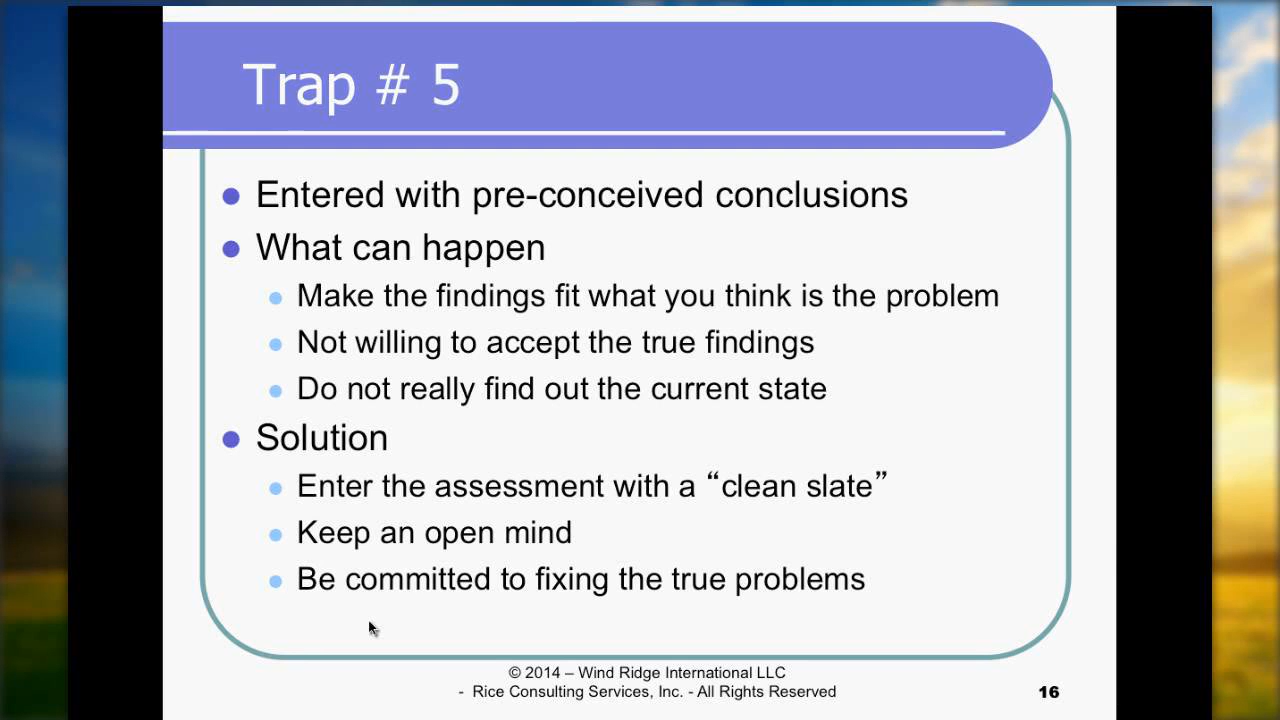 Trap # 5
Entered with pre-conceived conclusions
What can happen
Make the findings fit what you think is the problem
Not willing to accept the true findings
Do not really find out the current state
Solution
Enter the assessment with a “clean slate”
Keep an open mind
Be committed to fixing the true problems
© 2014 – Wind Ridge International LLC
- Rice Consulting Services, Inc. - All Rights Reserved
16